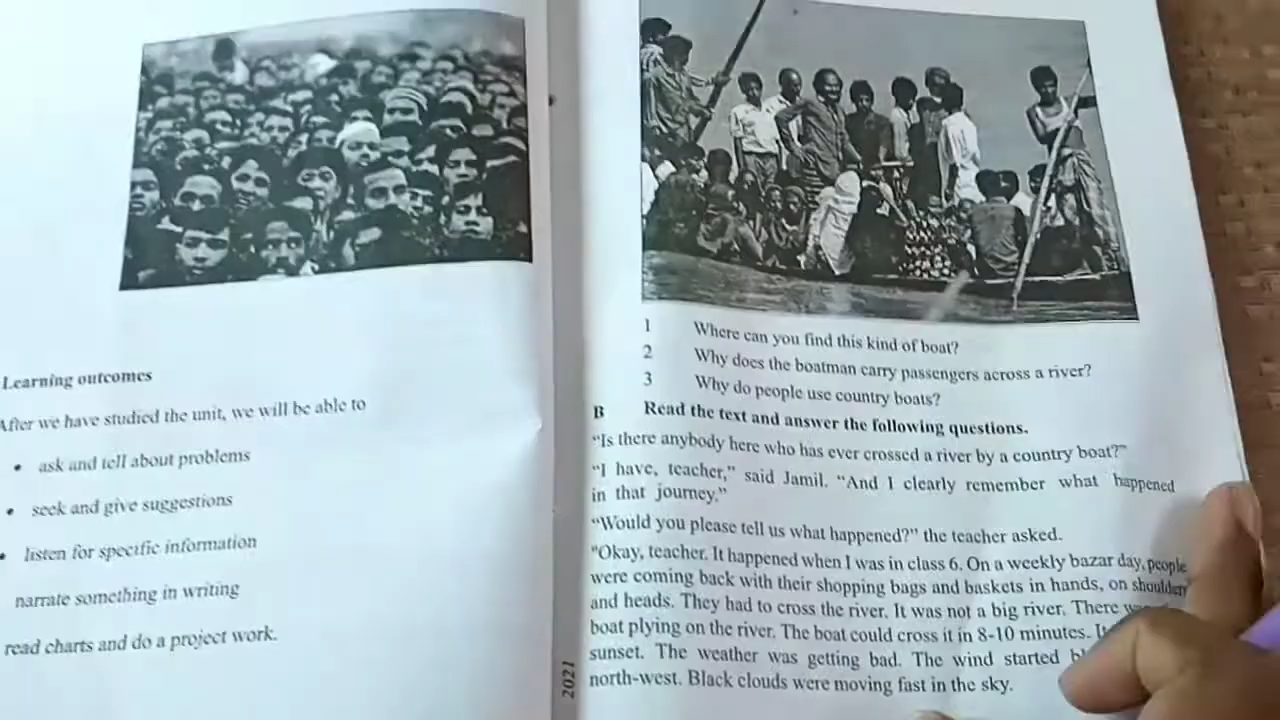 Learning outcomes
After we have studied the unit, we will be able to
• ask and tell about problems
• seek and give suggestions
• listen for specific information
narrate something in writing
read charts and do a project work.
1 Where can you find this kind of boat?
2 Why does the boatman carry passengers across a river?
3 Why do people use country boats?
B Read the text and answer the following questions.
“Is there anybody here who has ever crossed a river by a country boat?”
“I have, teacher,” said Jamil. “And I clearly remember what happened
in that journey.”
“Would you please tell us what happened?” the teacher asked.
“Okay, teacher. It happened when I was in class 6. On a weekly bazar day, people
were coming back with their shopping bags and baskets in hands, on shoulders
and heads. They had to cross the river. It was not a big river. There
boat plying on the river. The boat could cross it in 8-10 minutes.
sunset. The weather was getting bad. The wind started
north-west. Black clouds were moving fast in the sky.
2021